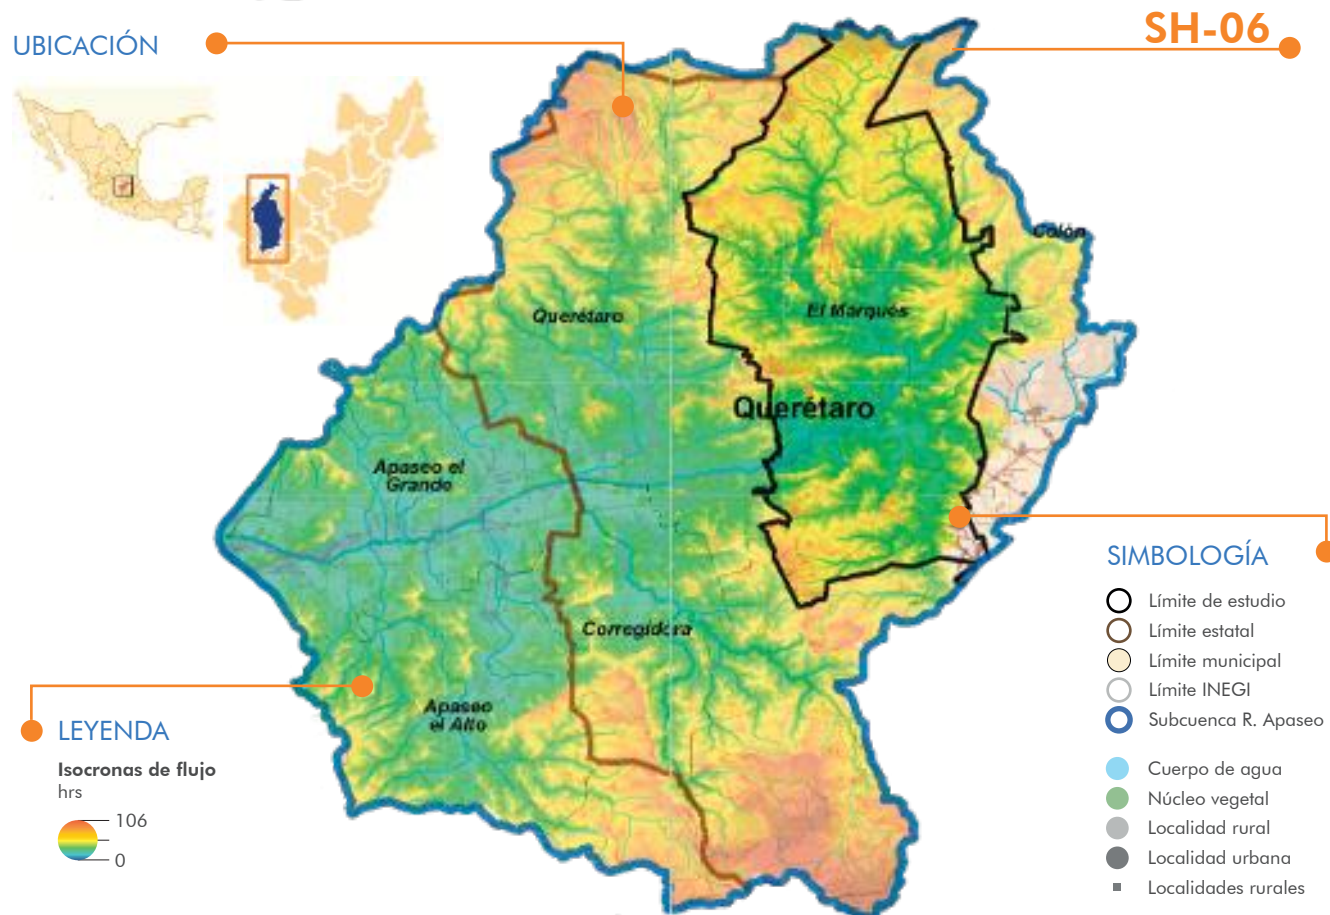 UBICACIÓN
SH-06
Colón
Querétaro
El Marqués
Querétaro
Apaseo el
Grande
Corregidora
Apaseo
el Alto
SIMBOLOGÍA
Límite de estudio
Límite estatal
Límite municipal
Límite INEGI
Subcuenca R. Apaseo
Cuerpo de agua
Núcleo vegetal
Localidad rural
Localidad urbana
Localidades rurales
LEYENDA
Isocronas de flujo
hrs
106
0